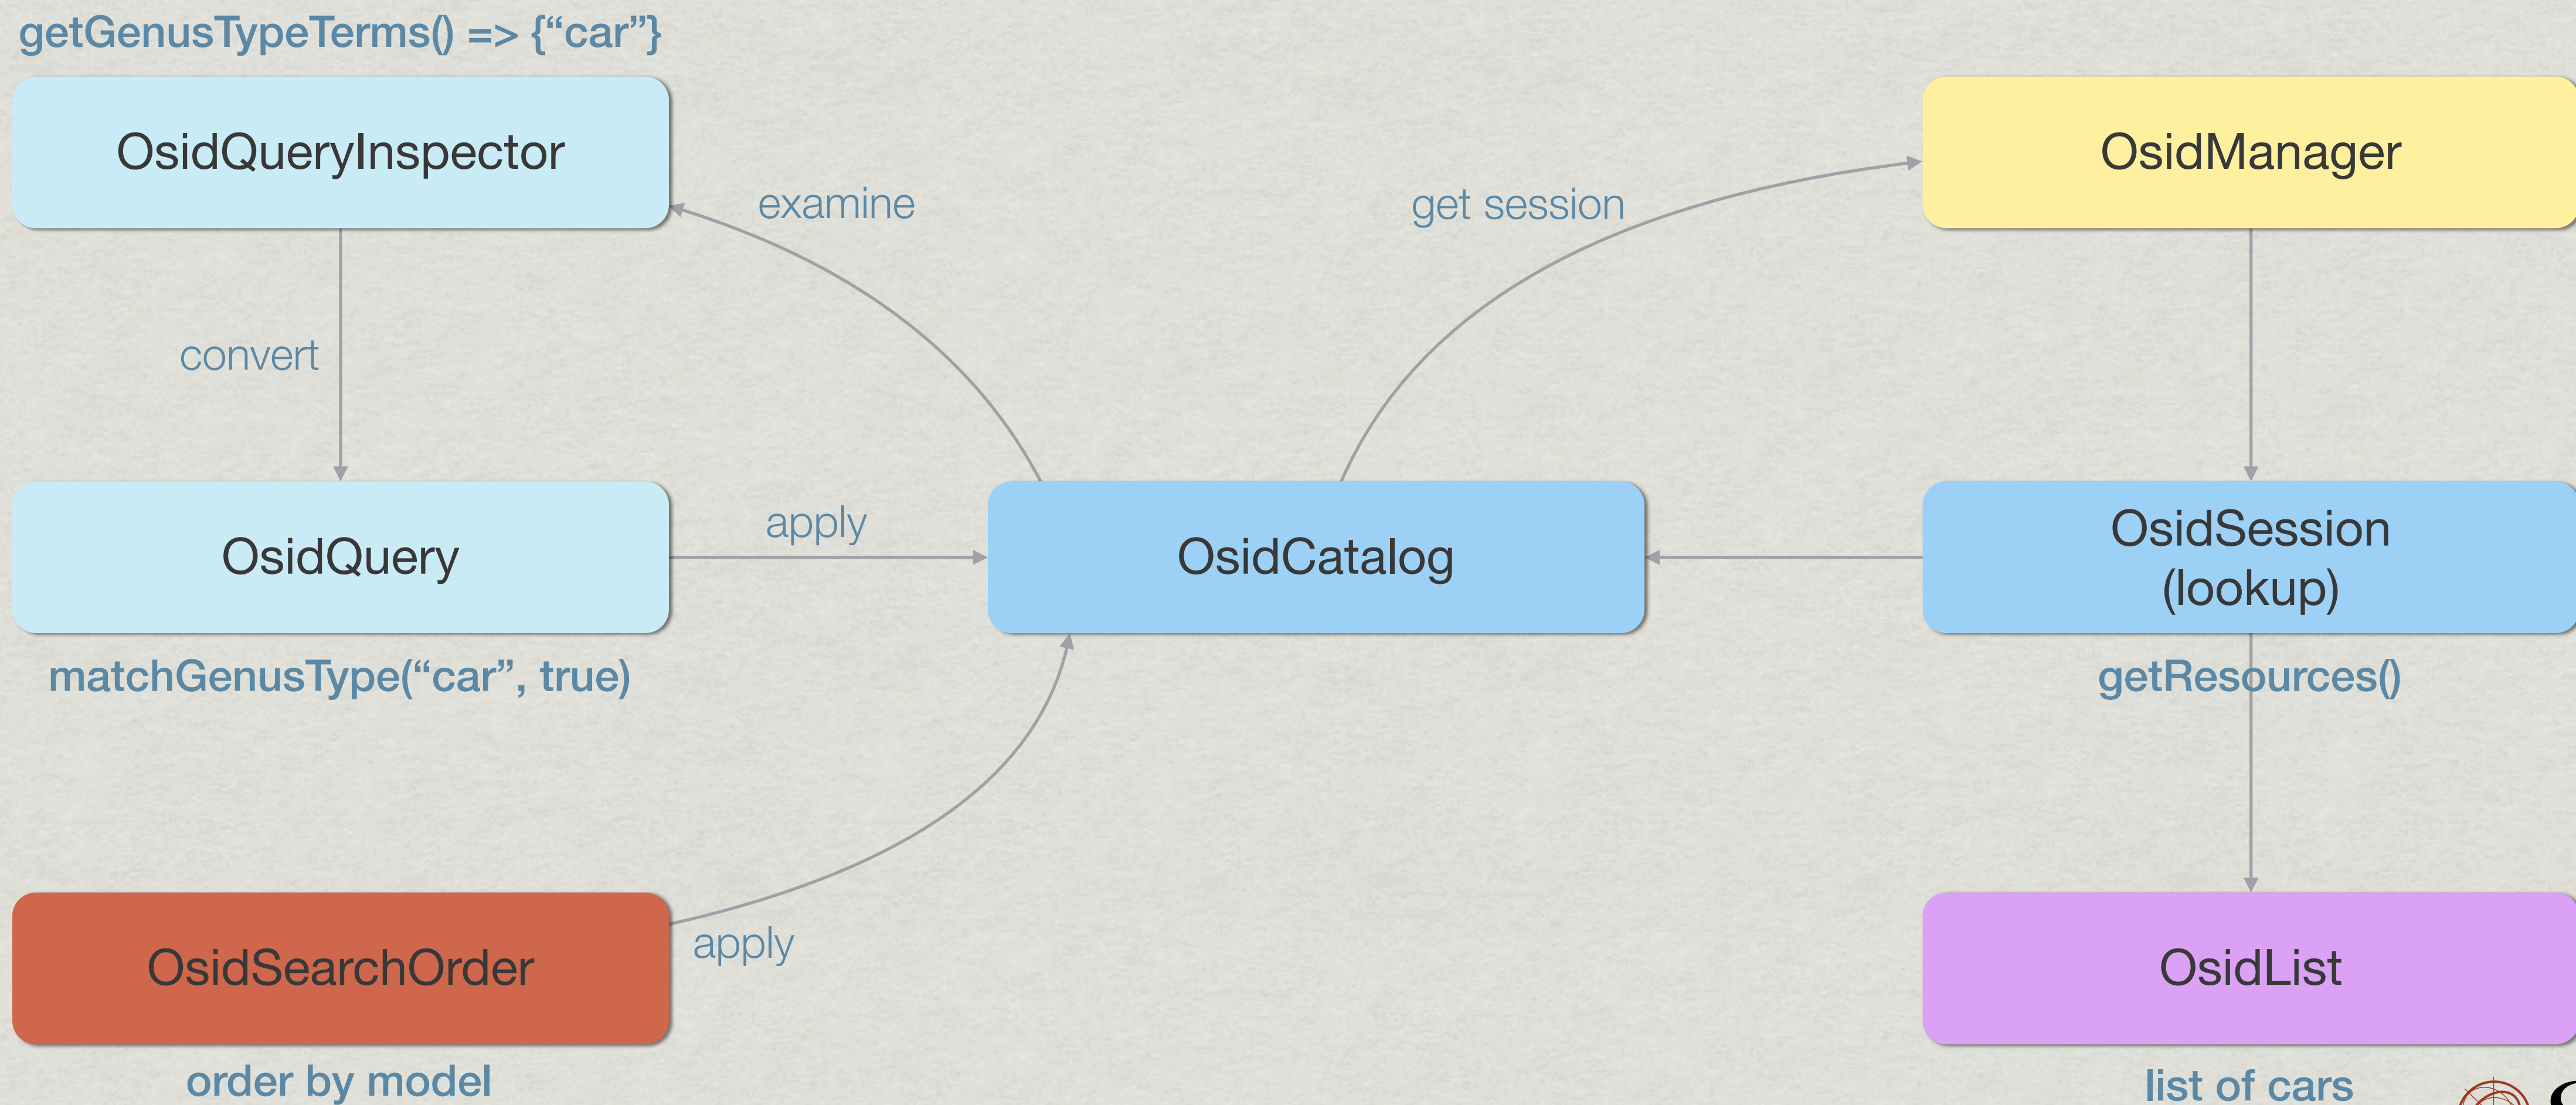 getGenusTypeTerms() => {“car”}
OsidQueryInspector
OsidManager
examine
get session
convert
OsidQuery
apply
OsidCatalog
OsidSession
(lookup)
matchGenusType(“car”, true)
getResources()
OsidSearchOrder
apply
OsidList
order by model
list of cars